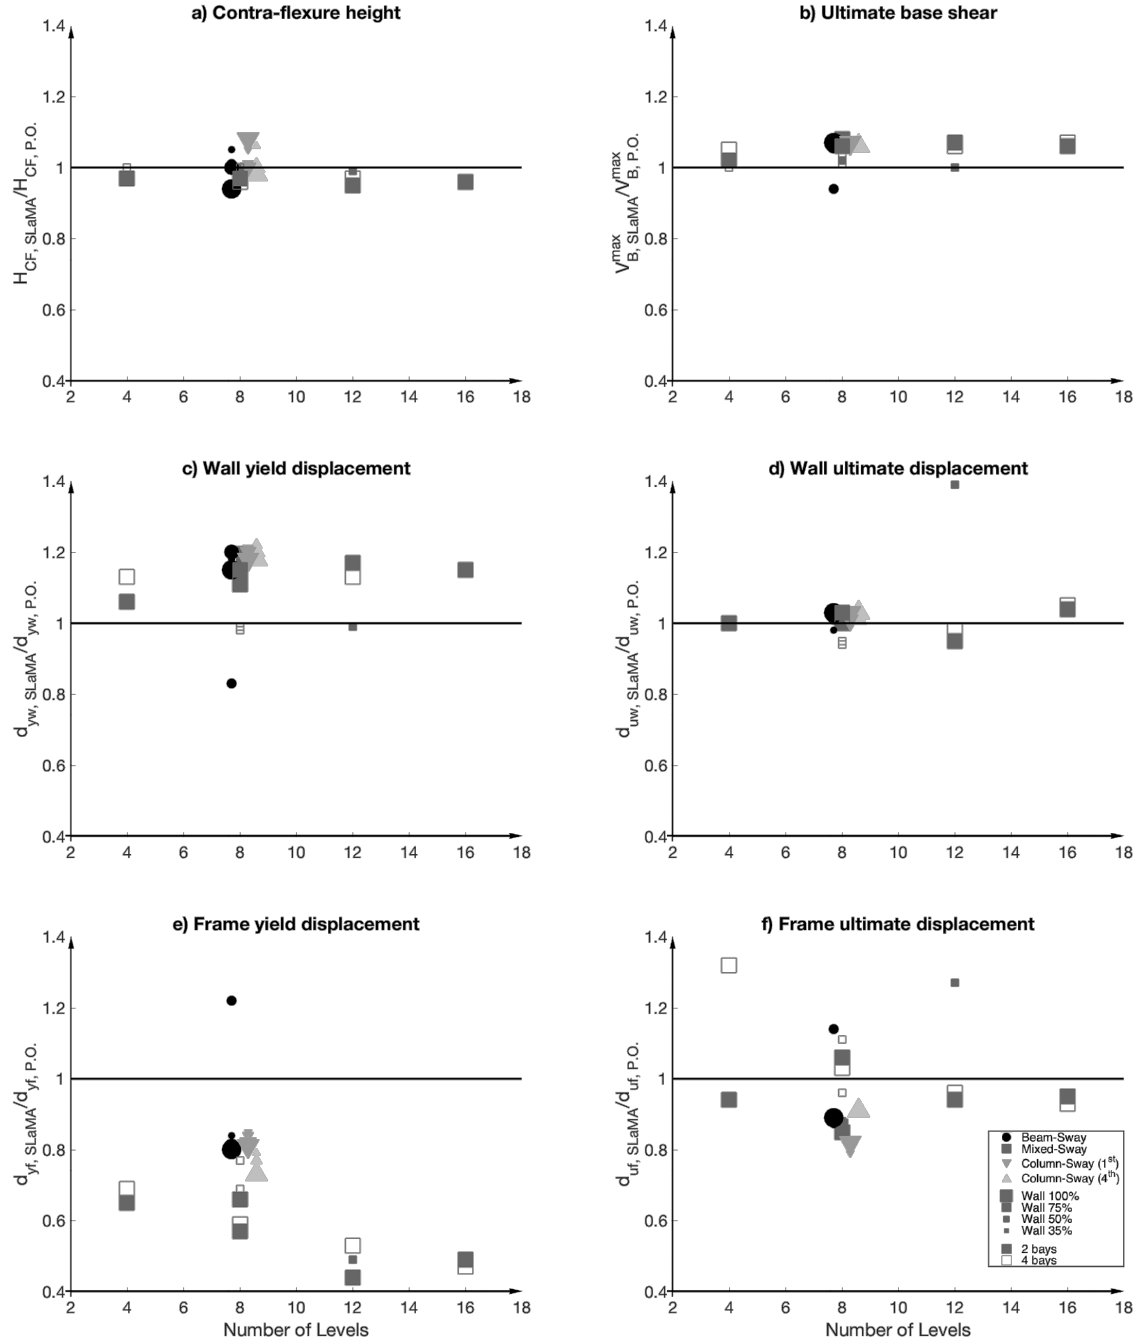 a) Contra-flexure height
H_CF, SLaMA/H_CF, P.O.
1.4
1.2
1
0.8
0.6
0.4
2 4 6 8 10 12 14 16 18
b) Ultimate base shear
V_B, SLaMA^max/V_B, P.O.^max
1.4
1.2
1
0.8
0.6
0.4
2 4 6 8 10 12 14 16 18
c) Wall yield displacement
d_yw, SLaMA/d_yw, P.O.
1.4
1.2
1
0.8
0.6
0.4
2 4 6 8 10 12 14 16 18
d) Wall ultimate displacement
d_uw, SLaMA/d_uw, P.O.
1.4
1.2
1
0.8
0.6
0.4
2 4 6 8 10 12 14 16 18
e) Frame yield displacement
d_yf, SLaMA/d_yf, P.O.
1.4
1.2
1
0.8
0.6
0.4
2 4 6 8 10 12 14 16 18
Number of Levels
f) Frame ultimate displacement
d_uf, SLaMA/d_uf, P.O.
1.4
1.2
1
0.8
0.6
0.4
2 4 6 8 10 12 14 16 18
Number of Levels
Beam-Sway
Mixed-Sway
Column-Sway (1st)
Column-Sway (4th)
Wall 100%
Wall 75%
Wall 50%
Wall 35%
2 bays
4 bays